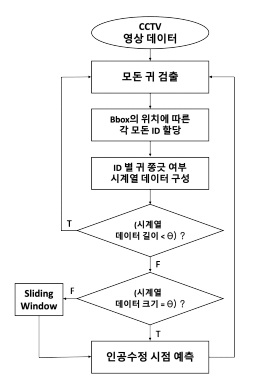 CCTV
영상 데이터
모돈 귀 검출
Bbox의 위치에 따른
각 모돈 ID 할당
ID 별 귀 쫑긋 여부
시계열 데이터 구성
T
(시계열
데이터 길이 < Θ) ?
F
Sliding
Window
F
(시계열
데이터 크기 = Θ) ?
T
인공수정 시점 예측